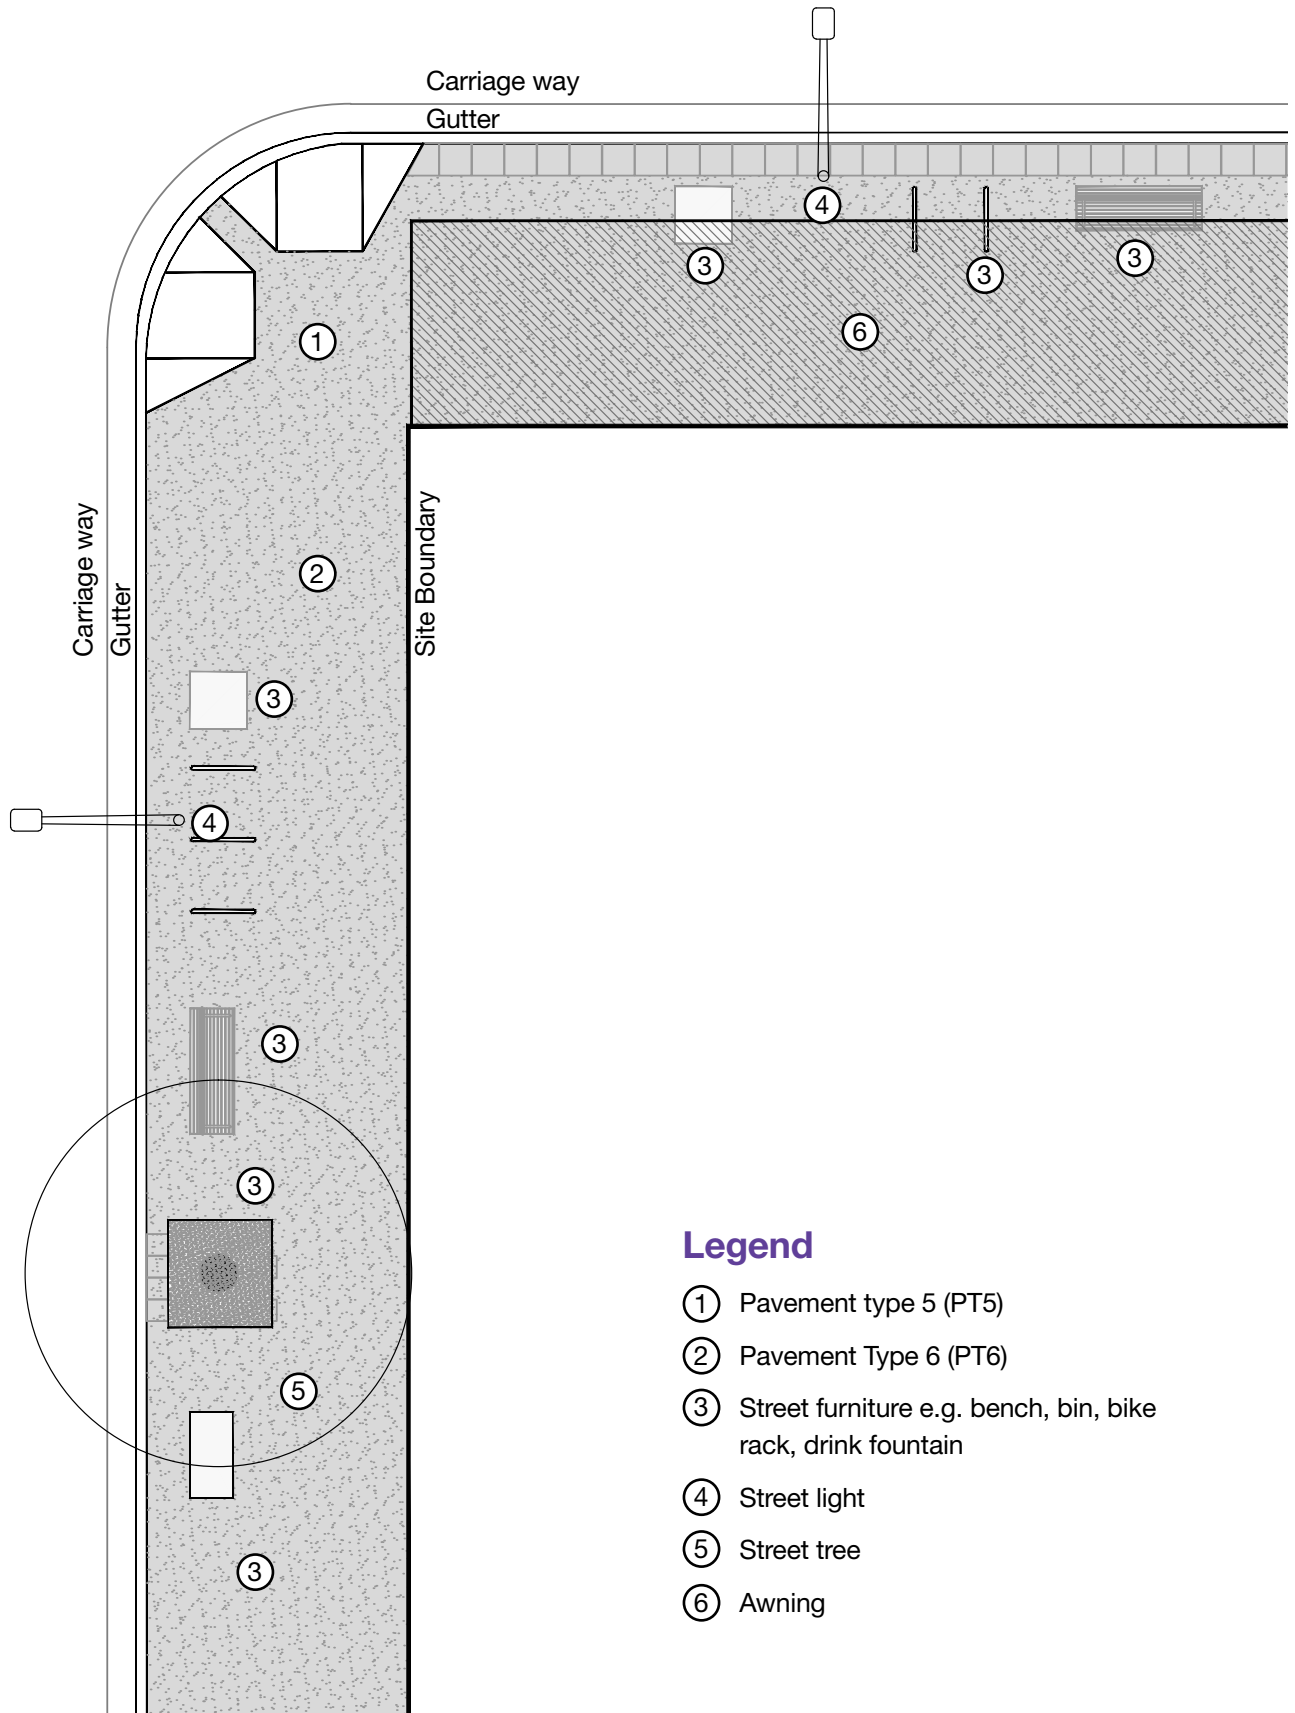 Carriage way
Gutter
4
3
3
3
6
1
2
Carriage way
Gutter
Site Boundary
3
4
3
3
5
3
Legend
1 Pavement type 5 (PT5)
2 Pavement Type 6 (PT6)
3 Street furniture e.g. bench, bin, bike
rack, drink fountain
4 Street light
5 Street tree
6 Awning